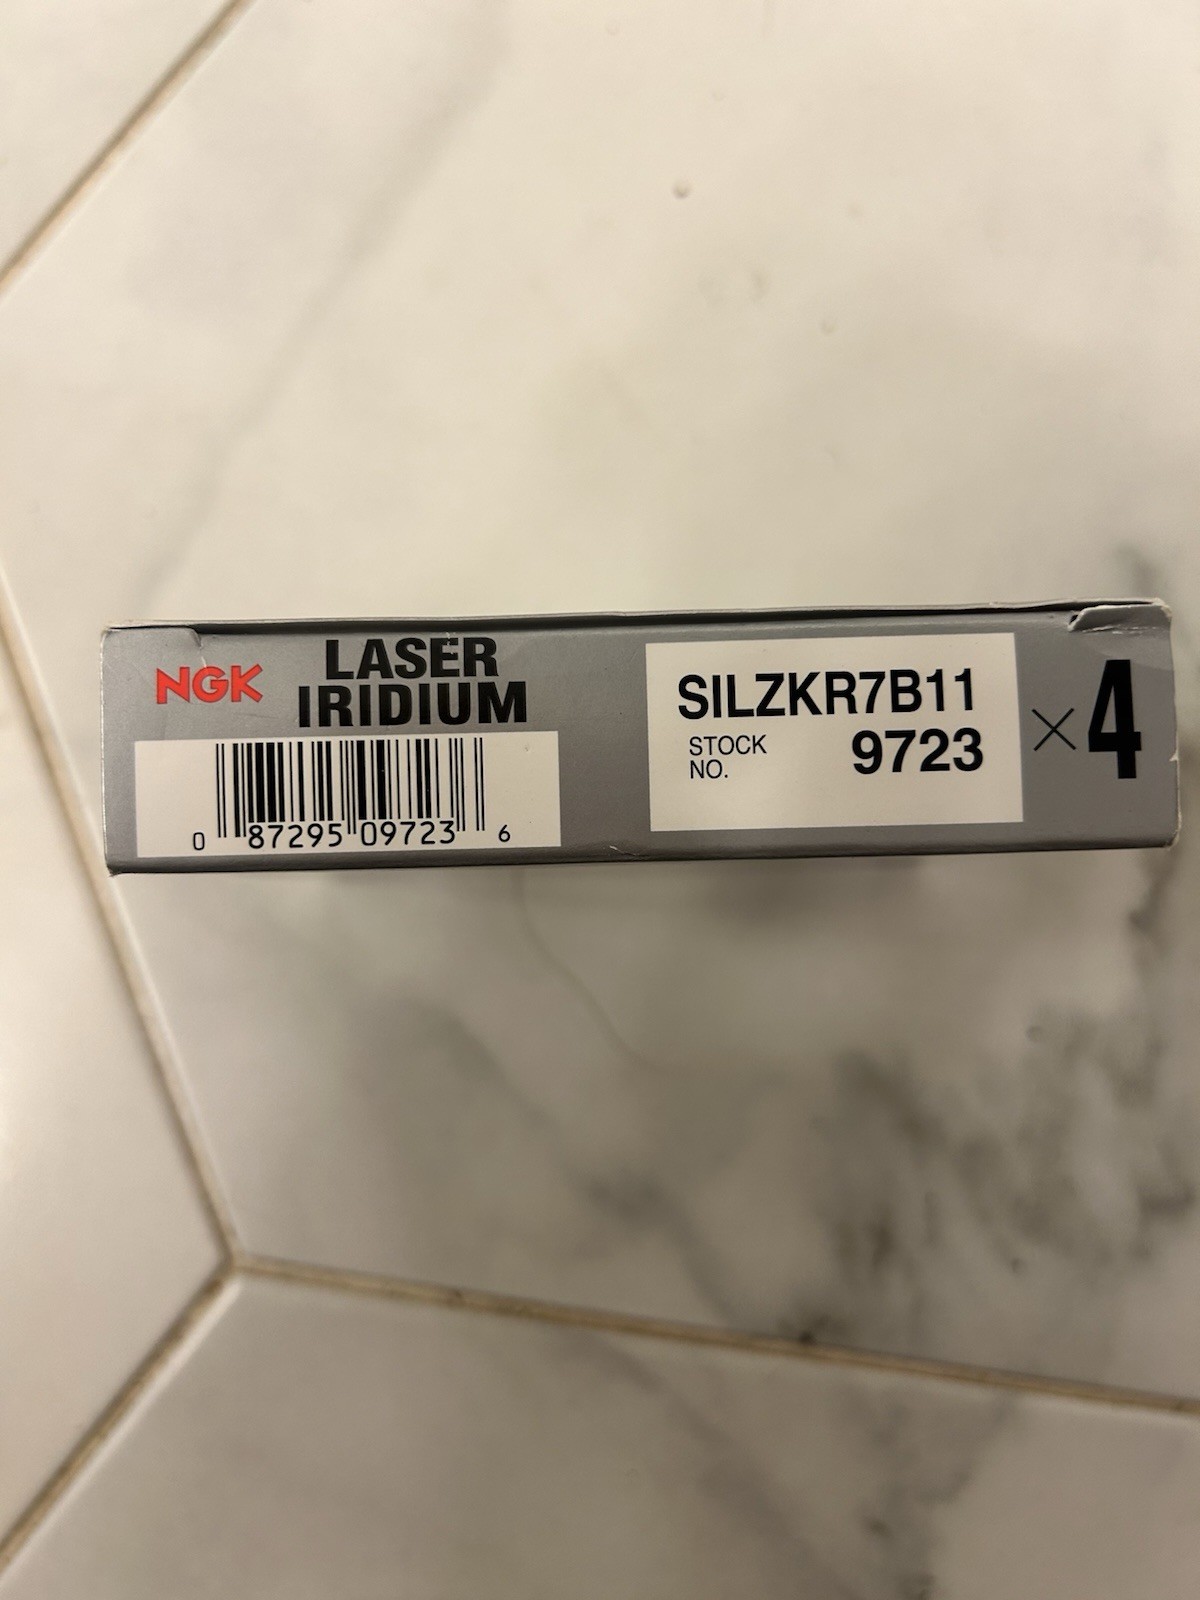 NGK
LASER
IRIDIUM
0 87295 09723 6
SILZKR7B11
STOCK
NO. 9723
×4